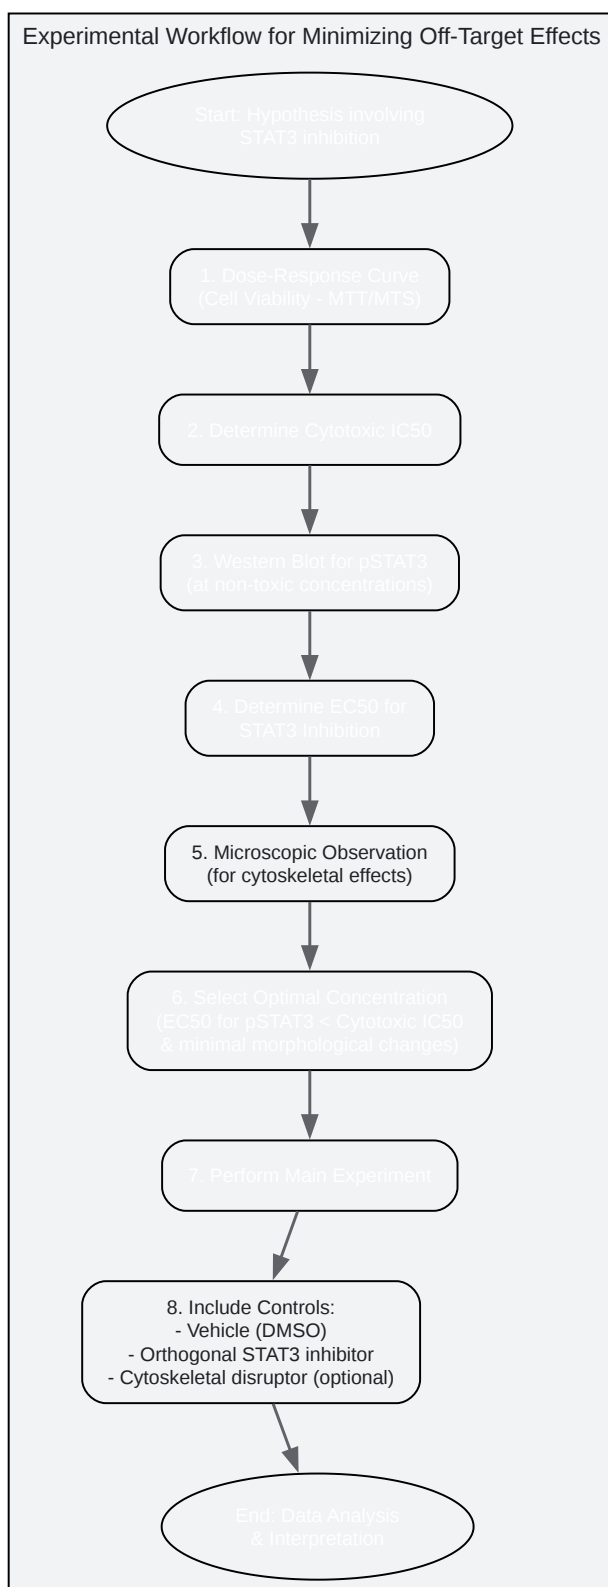 Experimental Workflow for Minimizing Off-Target Effects
Start: Hypothesis involving
STAT3 inhibition
1. Dose-Response Curve
(Cell Viability - MTT/MTS)
2. Determine Cytotoxic IC50
3. Western Blot for pSTAT3
(at non-toxic concentrations)
4. Determine EC50 for
STAT3 Inhibition
5. Microscopic Observation
(for cytoskeletal effects)
6. Select Optimal Concentration
(EC50 for pSTAT3 < Cytotoxic IC50
& minimal morphological changes)
7. Perform Main Experiment
8. Include Controls:
- Vehicle (DMSO)
- Orthogonal STAT3 inhibitor
- Cytoskeletal disruptor (optional)
End: Data Analysis
& Interpretation